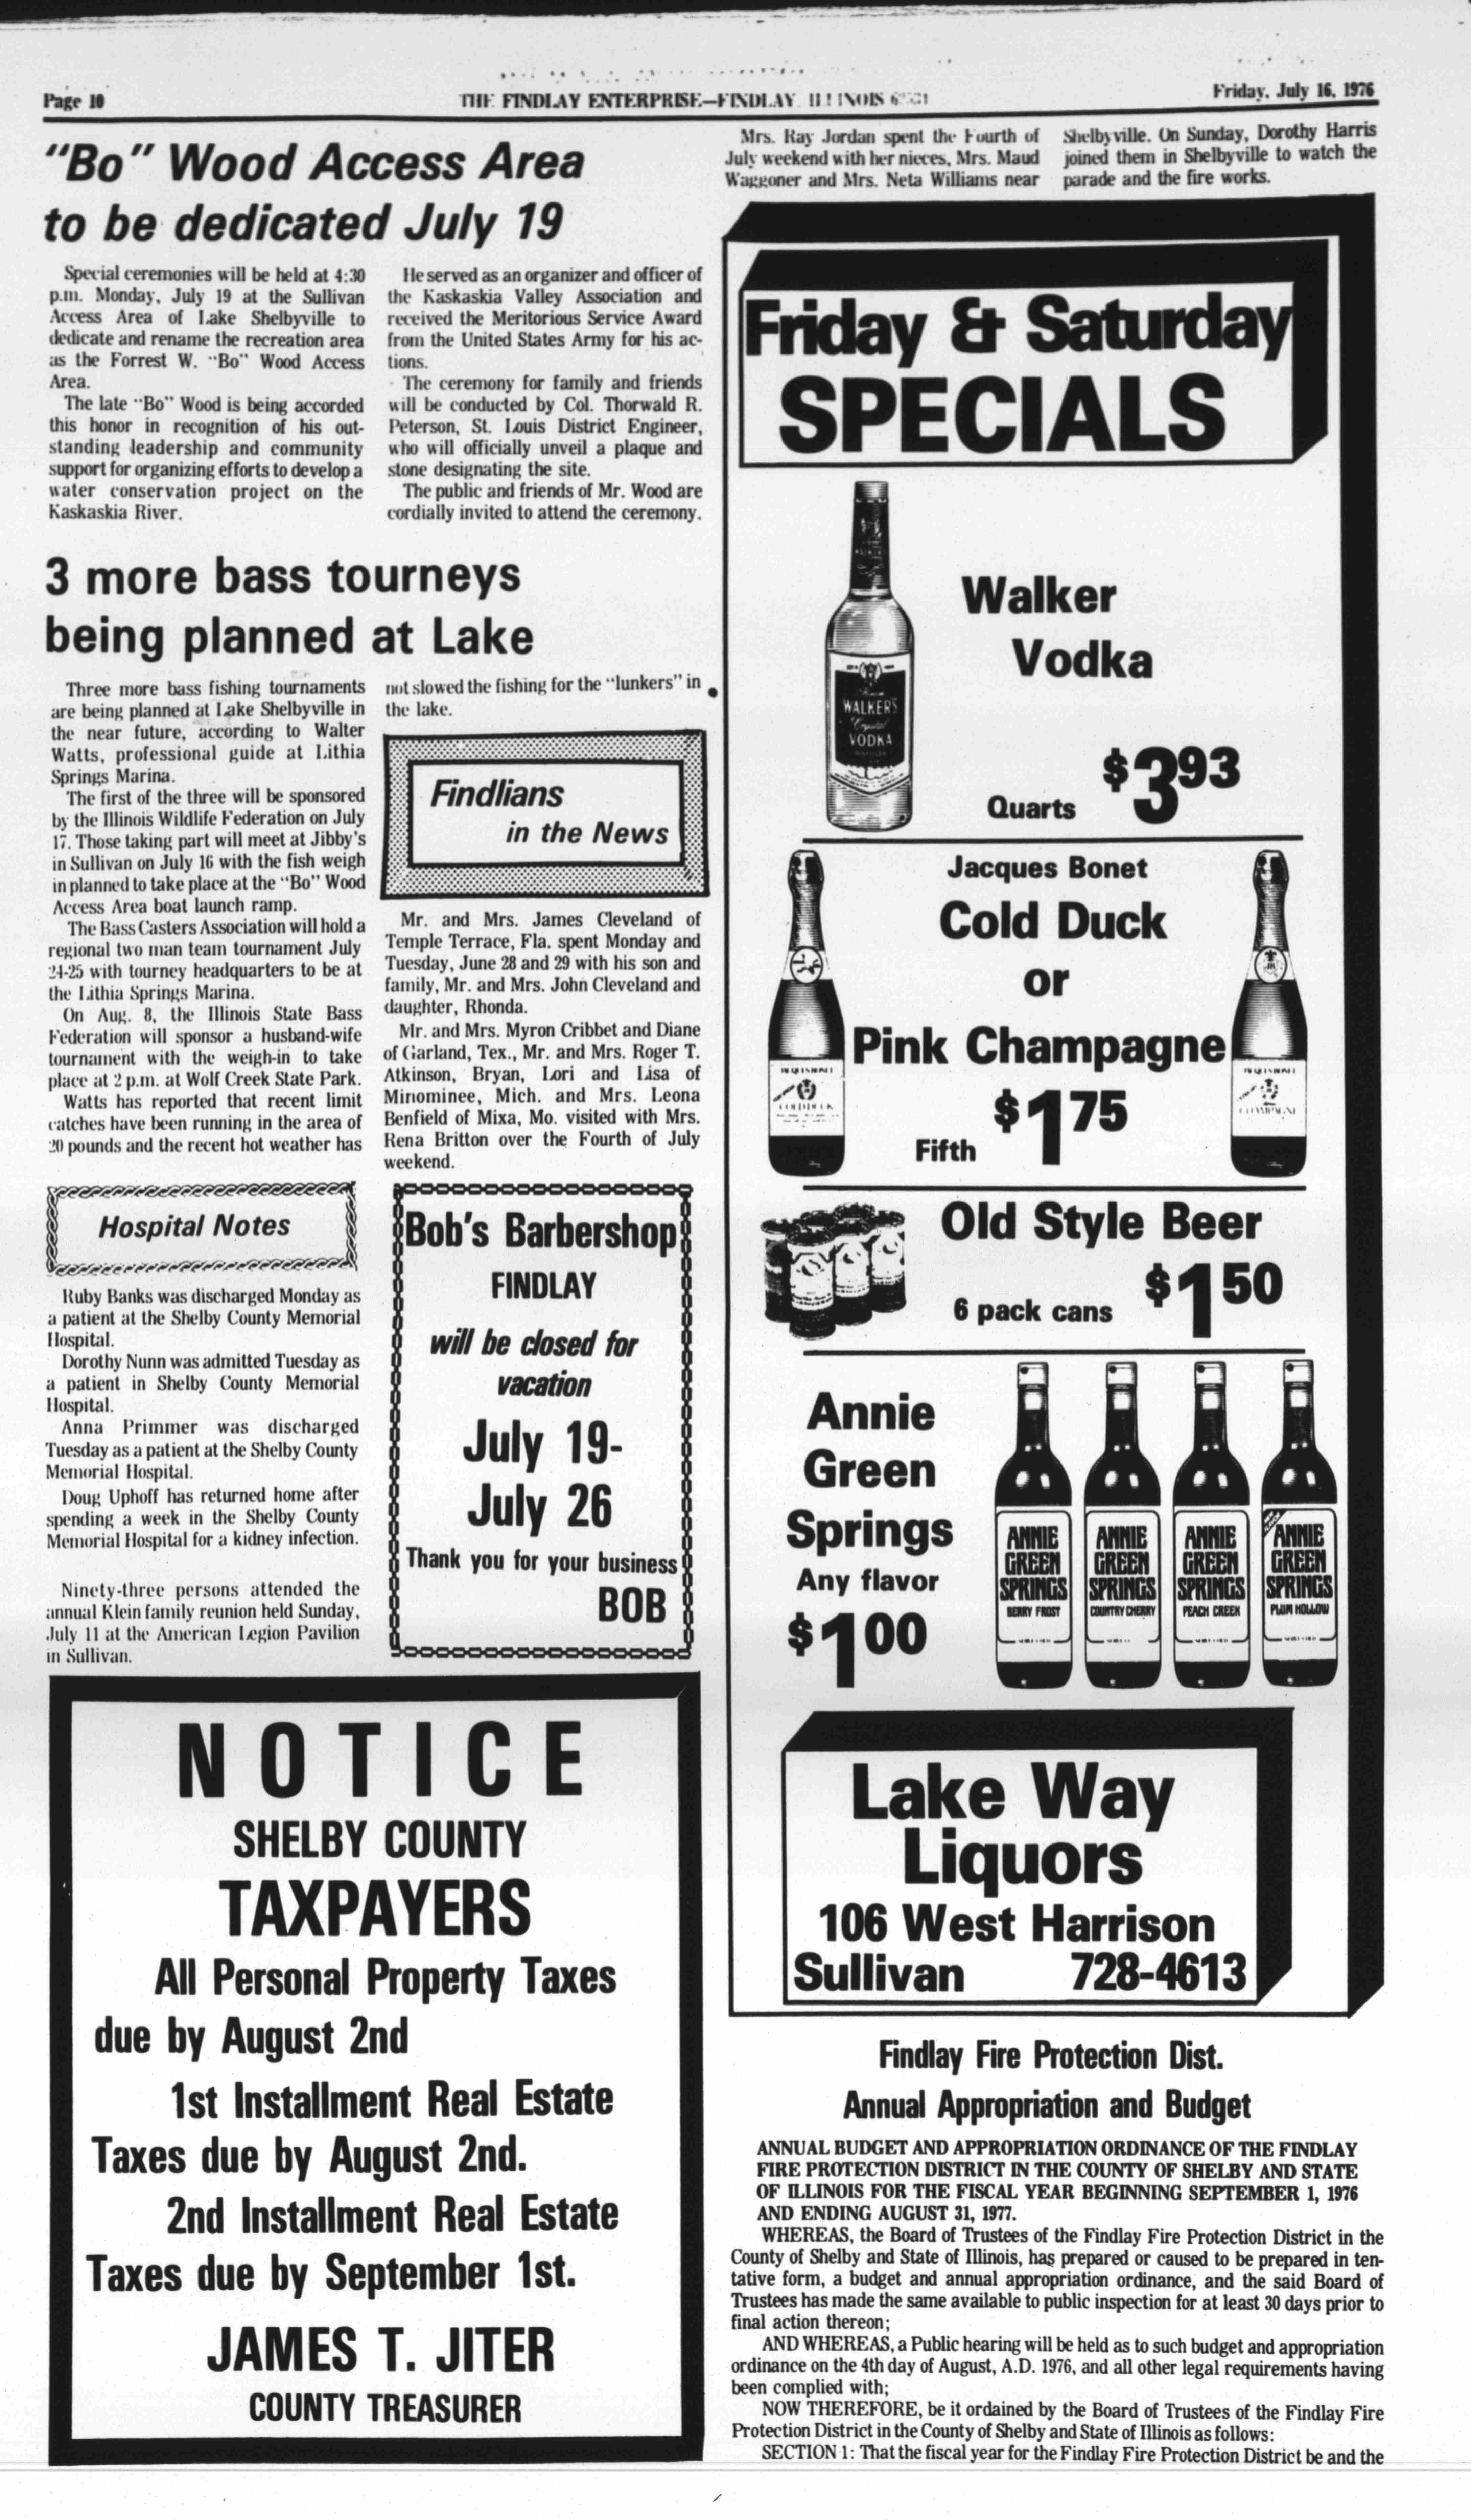 Page 10
THE FINDLAY ENTERPRISE—FINDLAY, ILLINOIS
Friday, July 16, 1976
"Bo" Wood Access Area
to be dedicated July 19
Special ceremonies will be held at 4:30
p.m. Monday, July 19 at the Sullivan
Access Area of Lake Shelbyville to
dedicate and rename the recreation area
as the Forrest W. "Bo" Wood Access
Area.
The late "Bo" Wood is being accorded
this honor in recognition of his out-
standing leadership and community
support for organizing efforts to develop a
water conservation project on the
Kaskaskia River.
He served as an organizer and officer of
the Kaskaskia Valley Association and
received the Meritorious Service Award
from the United States Army for his ac-
tions.
The ceremony for family and friends
will be conducted by Col. Thorwald R.
Peterson, St. Louis District Engineer,
who will officially unveil a plaque and
stone designating the site.
The public and friends of Mr. Wood are
cordially invited to attend the ceremony.
3 more bass tourneys
being planned at Lake
Three more bass fishing tournaments
are being planned at Lake Shelbyville in
the near future, according to Walter
Watts, professional guide at Lithia
Springs Marina.
The first of the three will be sponsored
by the Illinois Wildlife Federation on July
17. Those taking part will meet at Jibby's
in Sullivan on July 16 with the fish weigh
in planned to take place at the "Bo" Wood
Access Area boat launch ramp.
The Bass Casters Association will hold a
regional two man team tournament July
24-25 with tourney headquarters to be at
the Lithia Springs Marina.
On Aug. 8, the Illinois State Bass
Federation will sponsor a husband-wife
tournament with the weigh-in to take
place at 2 p.m. at Wolf Creek State Park.
Watts has reported that recent limit
catches have been running in the area of
20 pounds and the recent hot weather has
not slowed the fishing for the "lunkers" in
the lake.
Findlians
in the News
Mr. and Mrs. James Cleveland of
Temple Terrace, Fla. spent Monday and
Tuesday, June 28 and 29 with his son and
family, Mr. and Mrs. John Cleveland and
daughter, Rhonda.
Mr. and Mrs. Myron Cribbet and Diane
of Garland, Tex., Mr. and Mrs. Roger T.
Atkinson, Bryan, Lori and Lisa of
Minominee, Mich. and Mrs. Leona
Benfield of Mixa, Mo. visited with Mrs.
Rena Britton over the Fourth of July
weekend.
Hospital Notes
Ruby Banks was discharged Monday as
a patient at the Shelby County Memorial
Hospital.
Dorothy Nunn was admitted Tuesday as
a patient in Shelby County Memorial
Hospital.
Anna Primmer was discharged
Tuesday as a patient at the Shelby County
Memorial Hospital.
Doug Uphoff has returned home after
spending a week in the Shelby County
Memorial Hospital for a kidney infection.
Ninety-three persons attended the
annual Klein family reunion held Sunday,
July 11 at the American Legion Pavilion
in Sullivan.
Bob's Barbershop
FINDLAY
will be closed for
vacation
July 19-
July 26
Thank you for your business
BOB
NOTICE
SHELBY COUNTY
TAXPAYERS
All Personal Property Taxes
due by August 2nd
1st Installment Real Estate
Taxes due by August 2nd.
2nd Installment Real Estate
Taxes due by September 1st.
JAMES T. JITER
COUNTY TREASURER
Mrs. Ray Jordan spent the Fourth of
July weekend with her nieces, Mrs. Maud
Waggoner and Mrs. Neta Williams near
Shelbyville. On Sunday, Dorothy Harris
joined them in Shelbyville to watch the
parade and the fire works.
Friday & Saturday
SPECIALS
WALKER'S
Crystal
VODKA
Walker
Vodka
Quarts $3 93
Jacques Bonet
Cold Duck
or
Pink Champagne
Fifth $1 75
COLD DUCK
CHAMPAGNE
Old Style Beer
6 pack cans $1 50
Annie
Green
Springs
Any flavor
$1 00
ANNIE
GREEN
SPRINGS
BERRY FROST
ANNIE
GREEN
SPRINGS
COUNTRY CHERRY
ANNIE
GREEN
SPRINGS
PEACH CREEK
ANNIE
GREEN
SPRINGS
PLUM HOLLOW
Lake Way
Liquors
106 West Harrison
Sullivan 728-4613
Findlay Fire Protection Dist.
Annual Appropriation and Budget
ANNUAL BUDGET AND APPROPRIATION ORDINANCE OF THE FINDLAY
FIRE PROTECTION DISTRICT IN THE COUNTY OF SHELBY AND STATE
OF ILLINOIS FOR THE FISCAL YEAR BEGINNING SEPTEMBER 1, 1976
AND ENDING AUGUST 31, 1977.
WHEREAS, the Board of Trustees of the Findlay Fire Protection District in the
County of Shelby and State of Illinois, has prepared or caused to be prepared in ten-
tative form, a budget and annual appropriation ordinance, and the said Board of
Trustees has made the same available to public inspection for at least 30 days prior to
final action thereon;
AND WHEREAS, a Public hearing will be held as to such budget and appropriation
ordinance on the 4th day of August, A.D. 1976, and all other legal requirements having
been complied with;
NOW THEREFORE, be it ordained by the Board of Trustees of the Findlay Fire
Protection District in the County of Shelby and State of Illinois as follows:
SECTION 1: That the fiscal year for the Findlay Fire Protection District be and the